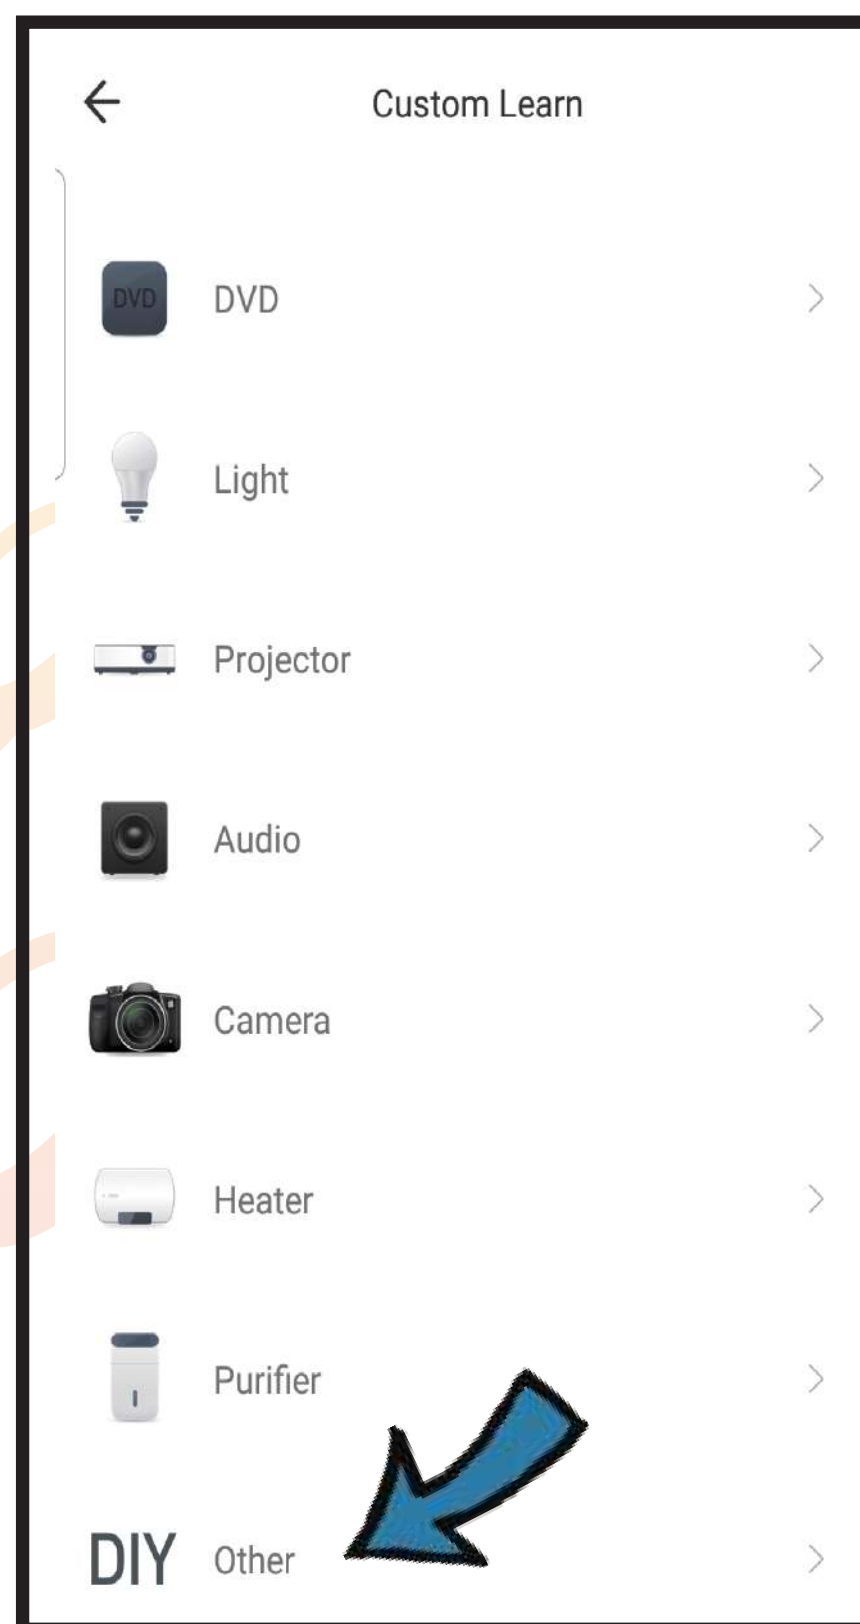 Custom Learn
DVD DVD
Light
Projector
Audio
Camera
Heater
Purifier
DIY Other